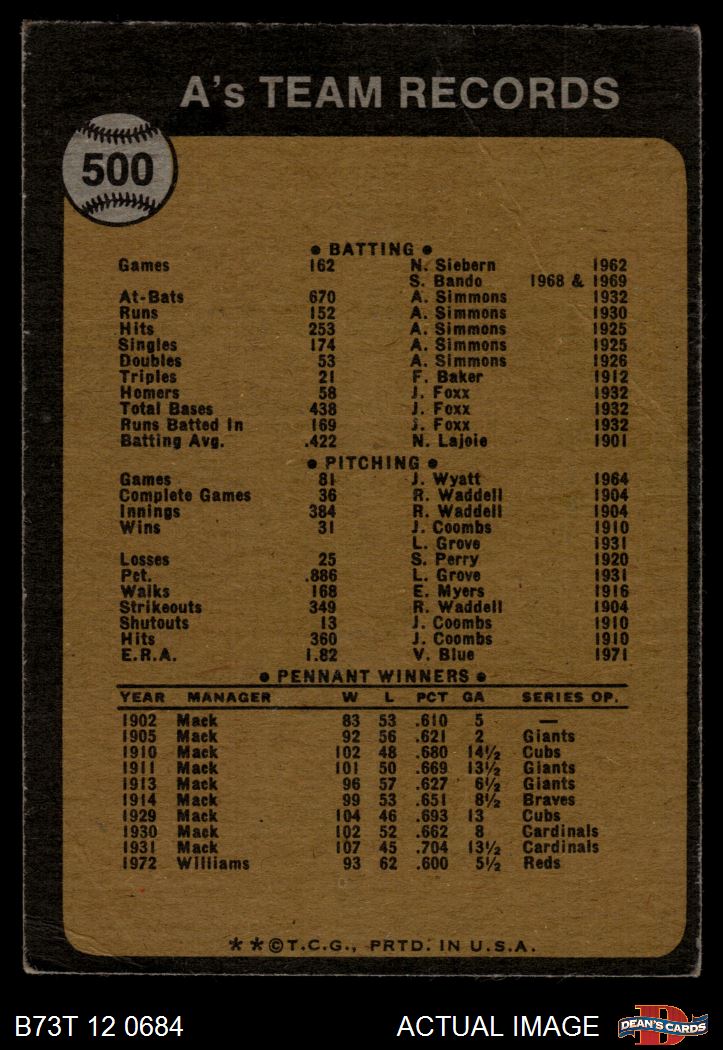 A's TEAM RECORDS
500
● BATTING ●
Games 162 N. Siebern 1962
S. Bando 1968 & 1969
At-Bats 670 A. Simmons 1932
Runs 152 A. Simmons 1930
Hits 253 A. Simmons 1925
Singles 174 A. Simmons 1925
Doubles 53 A. Simmons 1926
Triples 21 F. Baker 1912
Homers 58 J. Foxx 1932
Total Bases 438 J. Foxx 1932
Runs Batted In 169 J. Foxx 1932
Batting Avg. .422 N. Lajoie 1901
● PITCHING ●
Games 81 J. Wyatt 1964
Complete Games 36 R. Waddell 1904
Innings 384 R. Waddell 1904
Wins 31 J. Coombs 1910
L. Grove 1931
Losses 25 S. Perry 1920
Pct. .886 L. Grove 1931
Walks 168 E. Myers 1916
Strikeouts 349 R. Waddell 1904
Shutouts 13 J. Coombs 1910
Hits 360 J. Coombs 1910
E.R.A. 1.82 V. Blue 1971
● PENNANT WINNERS ●
YEAR MANAGER W L PCT GA SERIES OP.
1902 Mack 83 53 .610 5 —
1905 Mack 92 56 .621 2 Giants
1910 Mack 102 48 .680 14½ Cubs
1911 Mack 101 50 .669 13½ Giants
1913 Mack 96 57 .627 6½ Giants
1914 Mack 99 53 .651 8½ Braves
1929 Mack 104 46 .693 13 Cubs
1930 Mack 102 52 .662 8 Cardinals
1931 Mack 107 45 .704 13½ Cardinals
1972 Williams 93 62 .600 5½ Reds
**©T.C.G., PRTD. IN U.S.A.
B73T 12 0684 ACTUAL IMAGE
D
DEAN'S CARDS